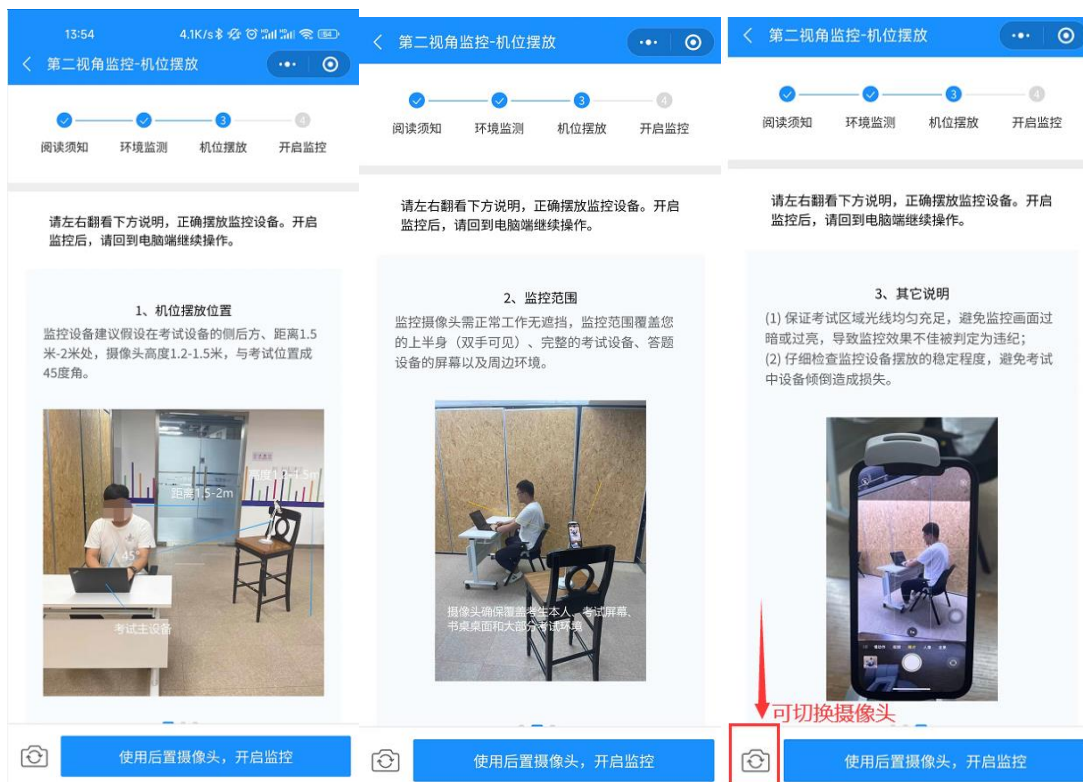 13:54
4.1K/s
54
第二视角监控-机位摆放
3
4
阅读须知
环境监测
机位摆放
开启监控
请左右翻看下方说明，正确摆放监控设备。开启
监控后，请回到电脑端继续操作。
1、机位摆放位置
监控设备建议假设在考试设备的侧后方、距离1.5
米-2米处，摄像头高度1.2-1.5米，与考试位置成
45度角。
高度1.2-1.5m
距离1.5-2m
45°
考试主设备
使用后置摄像头，开启监控
第二视角监控-机位摆放
3
4
阅读须知
环境监测
机位摆放
开启监控
请左右翻看下方说明，正确摆放监控设备。开启
监控后，请回到电脑端继续操作。
2、监控范围
监控摄像头需正常工作无遮挡，监控范围覆盖您
的上半身（双手可见）、完整的考试设备、答题
设备的屏幕以及周边环境。
摄像头确保覆盖考生本人、考试屏幕、
书桌桌面和大部分考试环境
使用后置摄像头，开启监控
第二视角监控-机位摆放
3
4
阅读须知
环境监测
机位摆放
开启监控
请左右翻看下方说明，正确摆放监控设备。开启
监控后，请回到电脑端继续操作。
3、其它说明
(1) 保证考试区域光线均匀充足，避免监控画面过
暗或过亮，导致监控效果不佳被判定为违纪；
(2) 仔细检查监控设备摆放的稳定程度，避免考试
中设备倾倒造成损失。
可切换摄像头
使用后置摄像头，开启监控